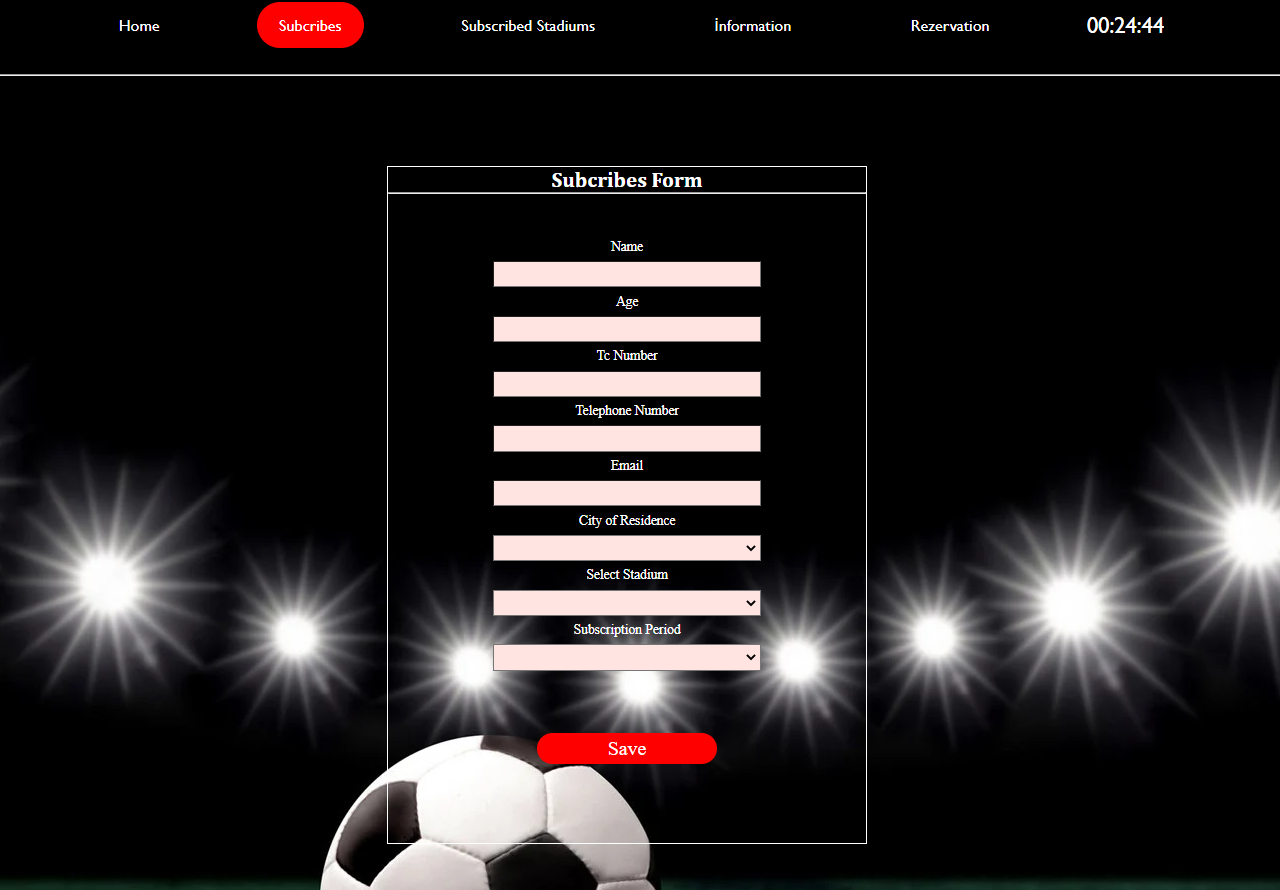 Home Subcribes Subscribed Stadiums İnformation Rezervation 00:24:44
Subcribes Form
Name
Age
Tc Number
Telephone Number
Email
City of Residence
Select Stadium
Subscription Period
Save